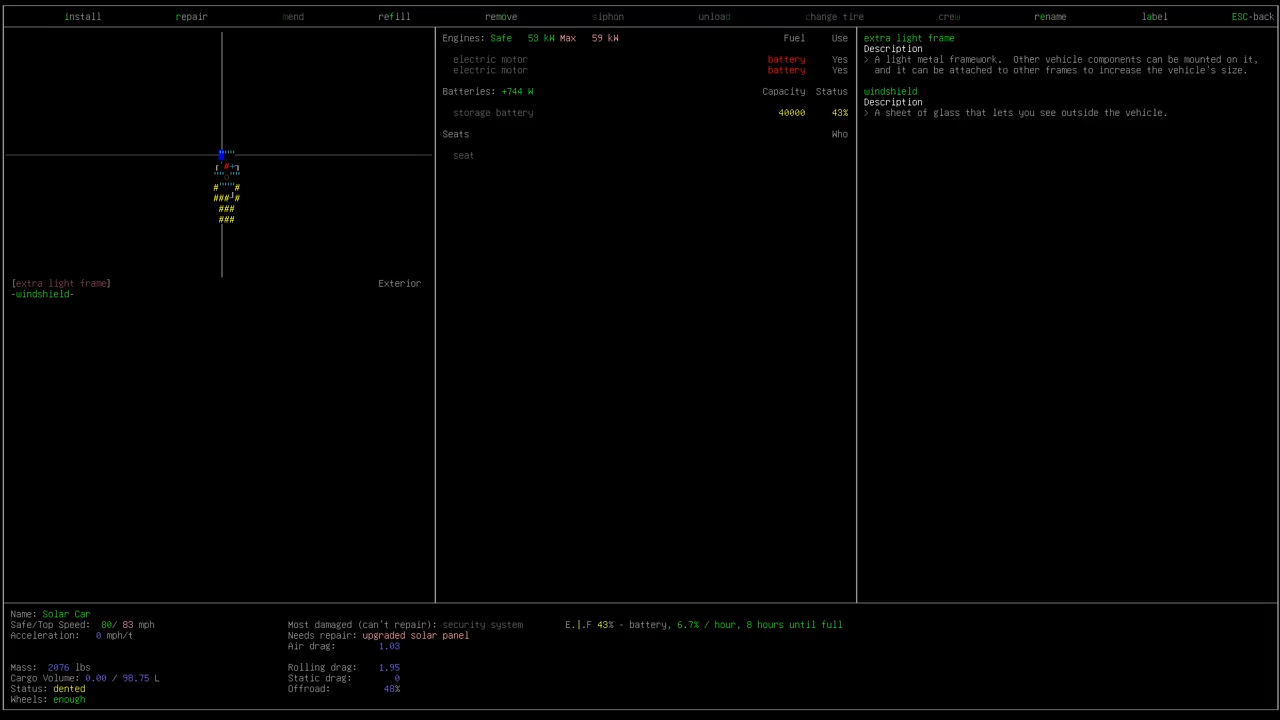 install repair mend refill remove siphon unload change tire crew rename label ESC-back
Engines: Safe 53 kW Max 59 kW Fuel Use
electric motor battery Yes
electric motor battery Yes
Batteries: +744 W Capacity Status
storage battery 40000 43%
Seats Who
seat
extra light frame
Description
> A light metal framework. Other vehicle components can be mounted on it,
and it can be attached to other frames to increase the vehicle's size.
windshield
Description
> A sheet of glass that lets you see outside the vehicle.
[extra light frame] Exterior
-windshield-
Name: Solar Car
Safe/Top Speed: 80/ 83 mph
Acceleration: 0 mph/t
Mass: 2076 lbs
Cargo Volume: 0.00 / 98.75 L
Status: dented
Wheels: enough
Most damaged (can't repair): security system
Needs repair: upgraded solar panel
Air drag: 1.03
Rolling drag: 1.95
Static drag: 0
Offroad: 48%
E.|.F 43% - battery, 6.7% / hour, 8 hours until full